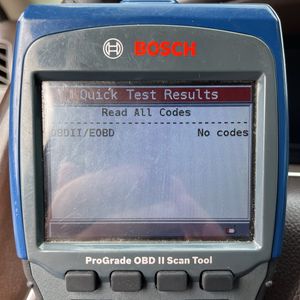 BOSCH
Quick Test Results
Read All Codes
OBDII/EOBD No codes
ProGrade OBD II Scan Tool